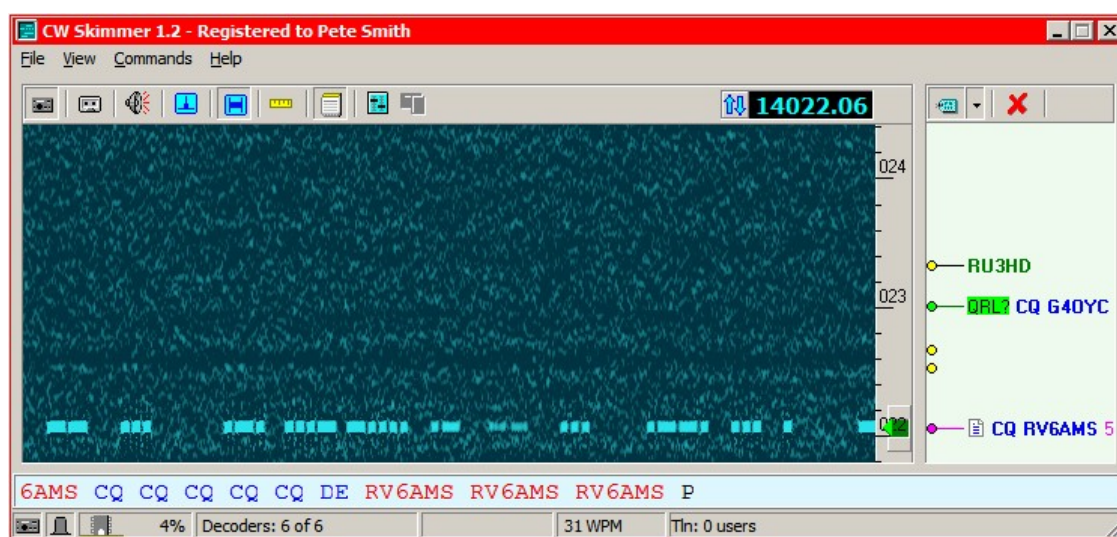 CW Skimmer 1.2 - Registered to Pete Smith
File View Commands Help
14022.06
024
RU3HD
023
QRL? CQ G4OYC
022
CQ RV6AMS 5
6AMS CQ CQ CQ CQ CQ DE RV6AMS RV6AMS RV6AMS P
4% Decoders: 6 of 6 31 WPM Tln: 0 users